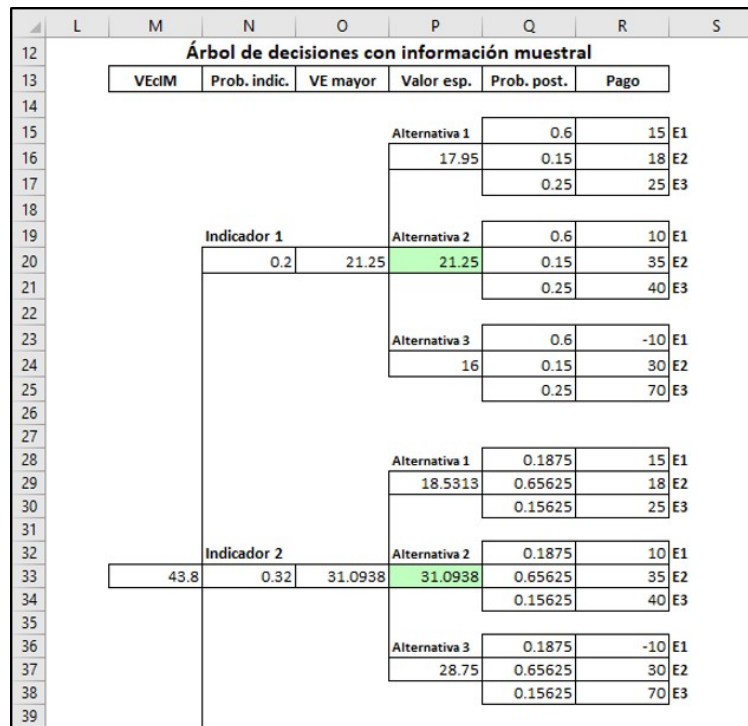 L M N O P Q R S
12 Árbol de decisiones con información muestral
13 VEcIM Prob. indic. VE mayor Valor esp. Prob. post. Pago
14
15 Alternativa 1 0.6 15 E1
16 17.95 0.15 18 E2
17 0.25 25 E3
18
19 Indicador 1 Alternativa 2 0.6 10 E1
20 0.2 21.25 21.25 0.15 35 E2
21 0.25 40 E3
22
23 Alternativa 3 0.6 -10 E1
24 16 0.15 30 E2
25 0.25 70 E3
26
27
28 Alternativa 1 0.1875 15 E1
29 18.5313 0.65625 18 E2
30 0.15625 25 E3
31
32 Indicador 2 Alternativa 2 0.1875 10 E1
33 43.8 0.32 31.0938 31.0938 0.65625 35 E2
34 0.15625 40 E3
35
36 Alternativa 3 0.1875 -10 E1
37 28.75 0.65625 30 E2
38 0.15625 70 E3
39